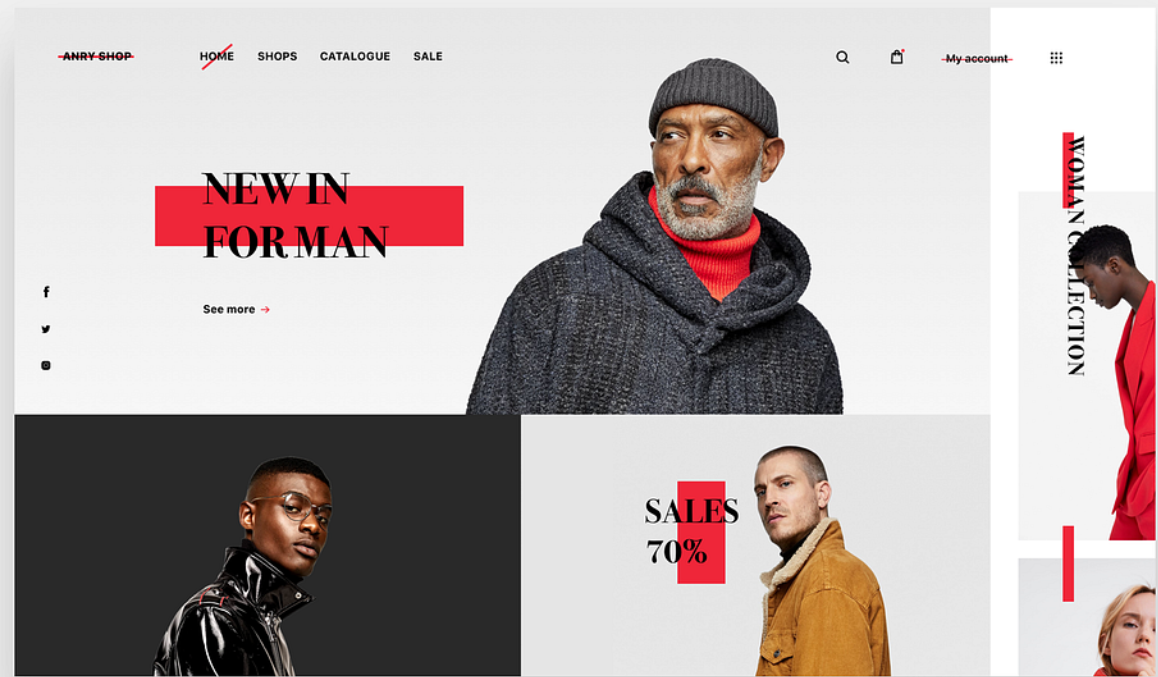 ANRY SHOP
HOME
SHOPS
CATALOGUE
SALE
My account
NEW IN
FOR MAN
See more →
WOMAN COLLECTION
SALES
70%